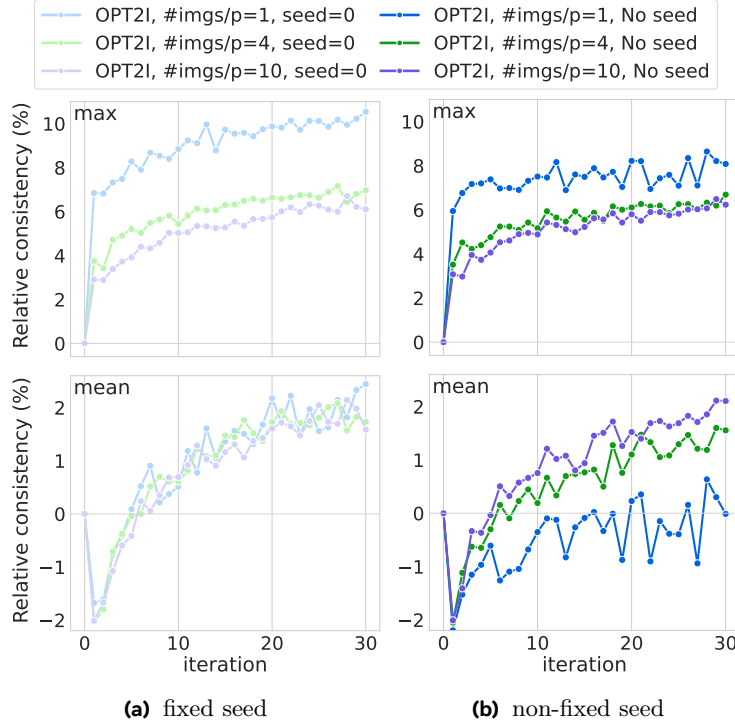 OPT2I, #imgs/p=1, seed=0 OPT2I, #imgs/p=1, No seed
OPT2I, #imgs/p=4, seed=0 OPT2I, #imgs/p=4, No seed
OPT2I, #imgs/p=10, seed=0 OPT2I, #imgs/p=10, No seed
max
Relative consistency (%)
10
8
6
4
2
0
max
10
8
6
4
2
0
mean
Relative consistency (%)
2
1
0
−1
−2
0 10 20 30
iteration
mean
2
1
0
−1
−2
0 10 20 30
iteration
(a) fixed seed
(b) non-fixed seed